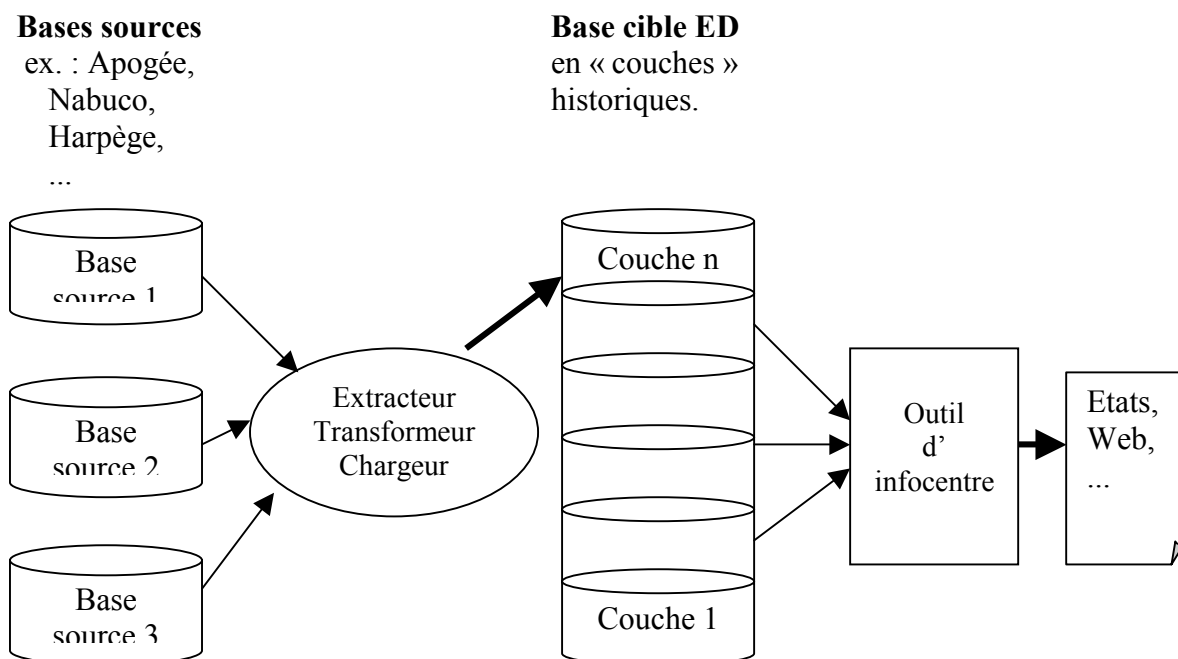 Bases sources
ex. : Apogée,
Nabuco,
Harpège,
...
Base cible ED
en « couches »
historiques.
Base
source 1
Base
source 2
Base
source 3
Extracteur
Transformeur
Chargeur
Couche n
Couche 1
Outil
d’
infocentre
Etats,
Web,
...